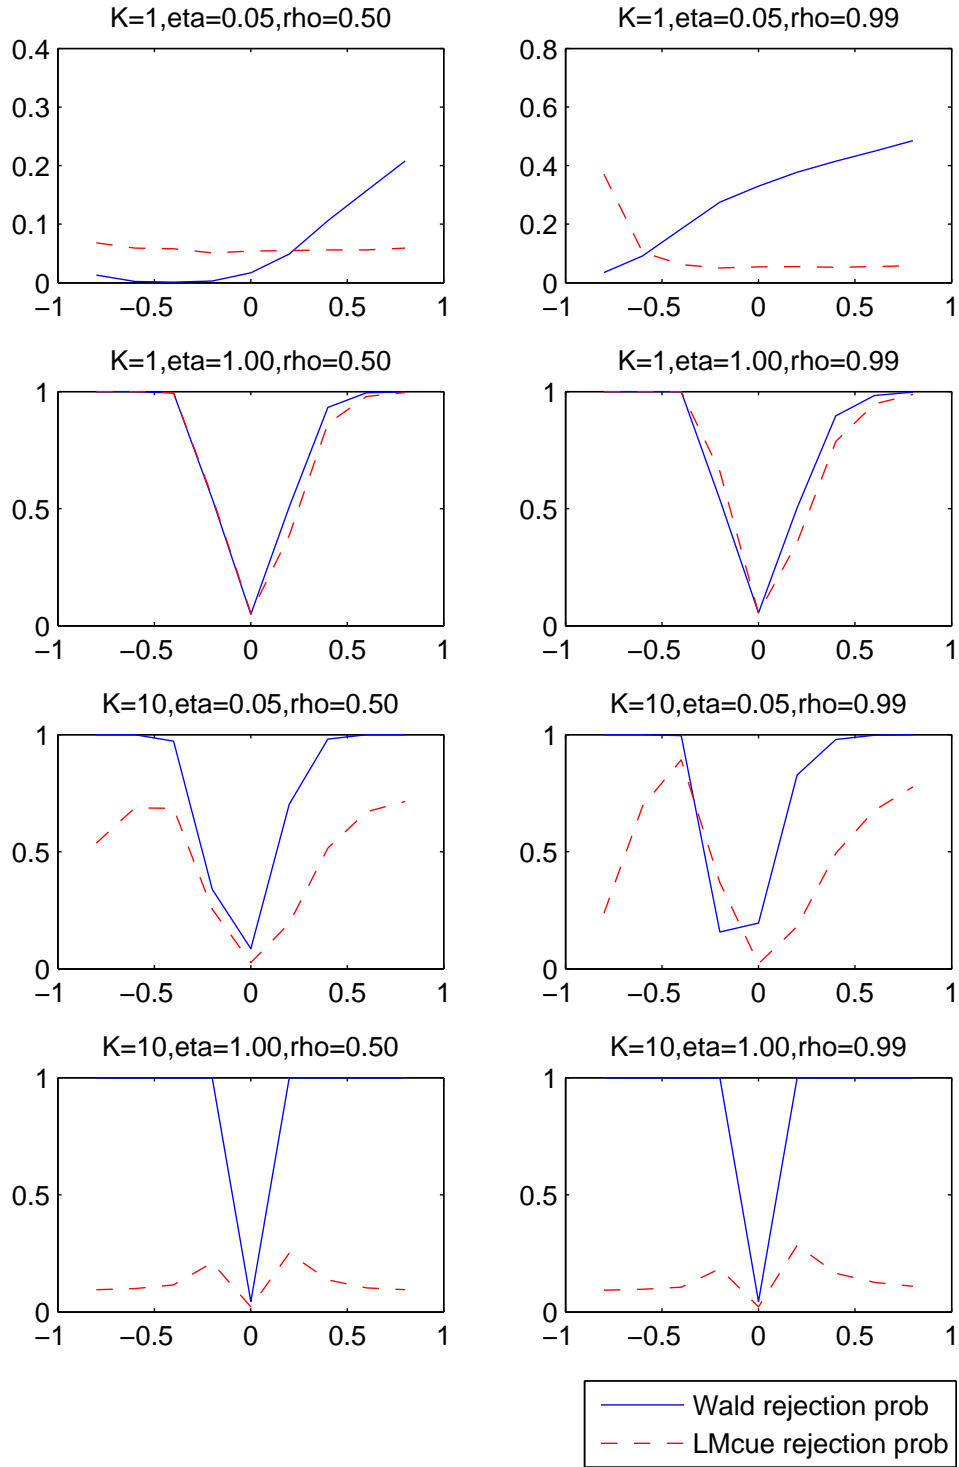 K=1,eta=0.05,rho=0.50
0.4
0.3
0.2
0.1
0
−1 −0.5 0 0.5 1
K=1,eta=0.05,rho=0.99
0.8
0.6
0.4
0.2
0
−1 −0.5 0 0.5 1
K=1,eta=1.00,rho=0.50
1
0.5
0
−1 −0.5 0 0.5 1
K=1,eta=1.00,rho=0.99
1
0.5
0
−1 −0.5 0 0.5 1
K=10,eta=0.05,rho=0.50
1
0.5
0
−1 −0.5 0 0.5 1
K=10,eta=0.05,rho=0.99
1
0.5
0
−1 −0.5 0 0.5 1
K=10,eta=1.00,rho=0.50
1
0.5
0
−1 −0.5 0 0.5 1
K=10,eta=1.00,rho=0.99
1
0.5
0
−1 −0.5 0 0.5 1
Wald rejection prob
LMcue rejection prob